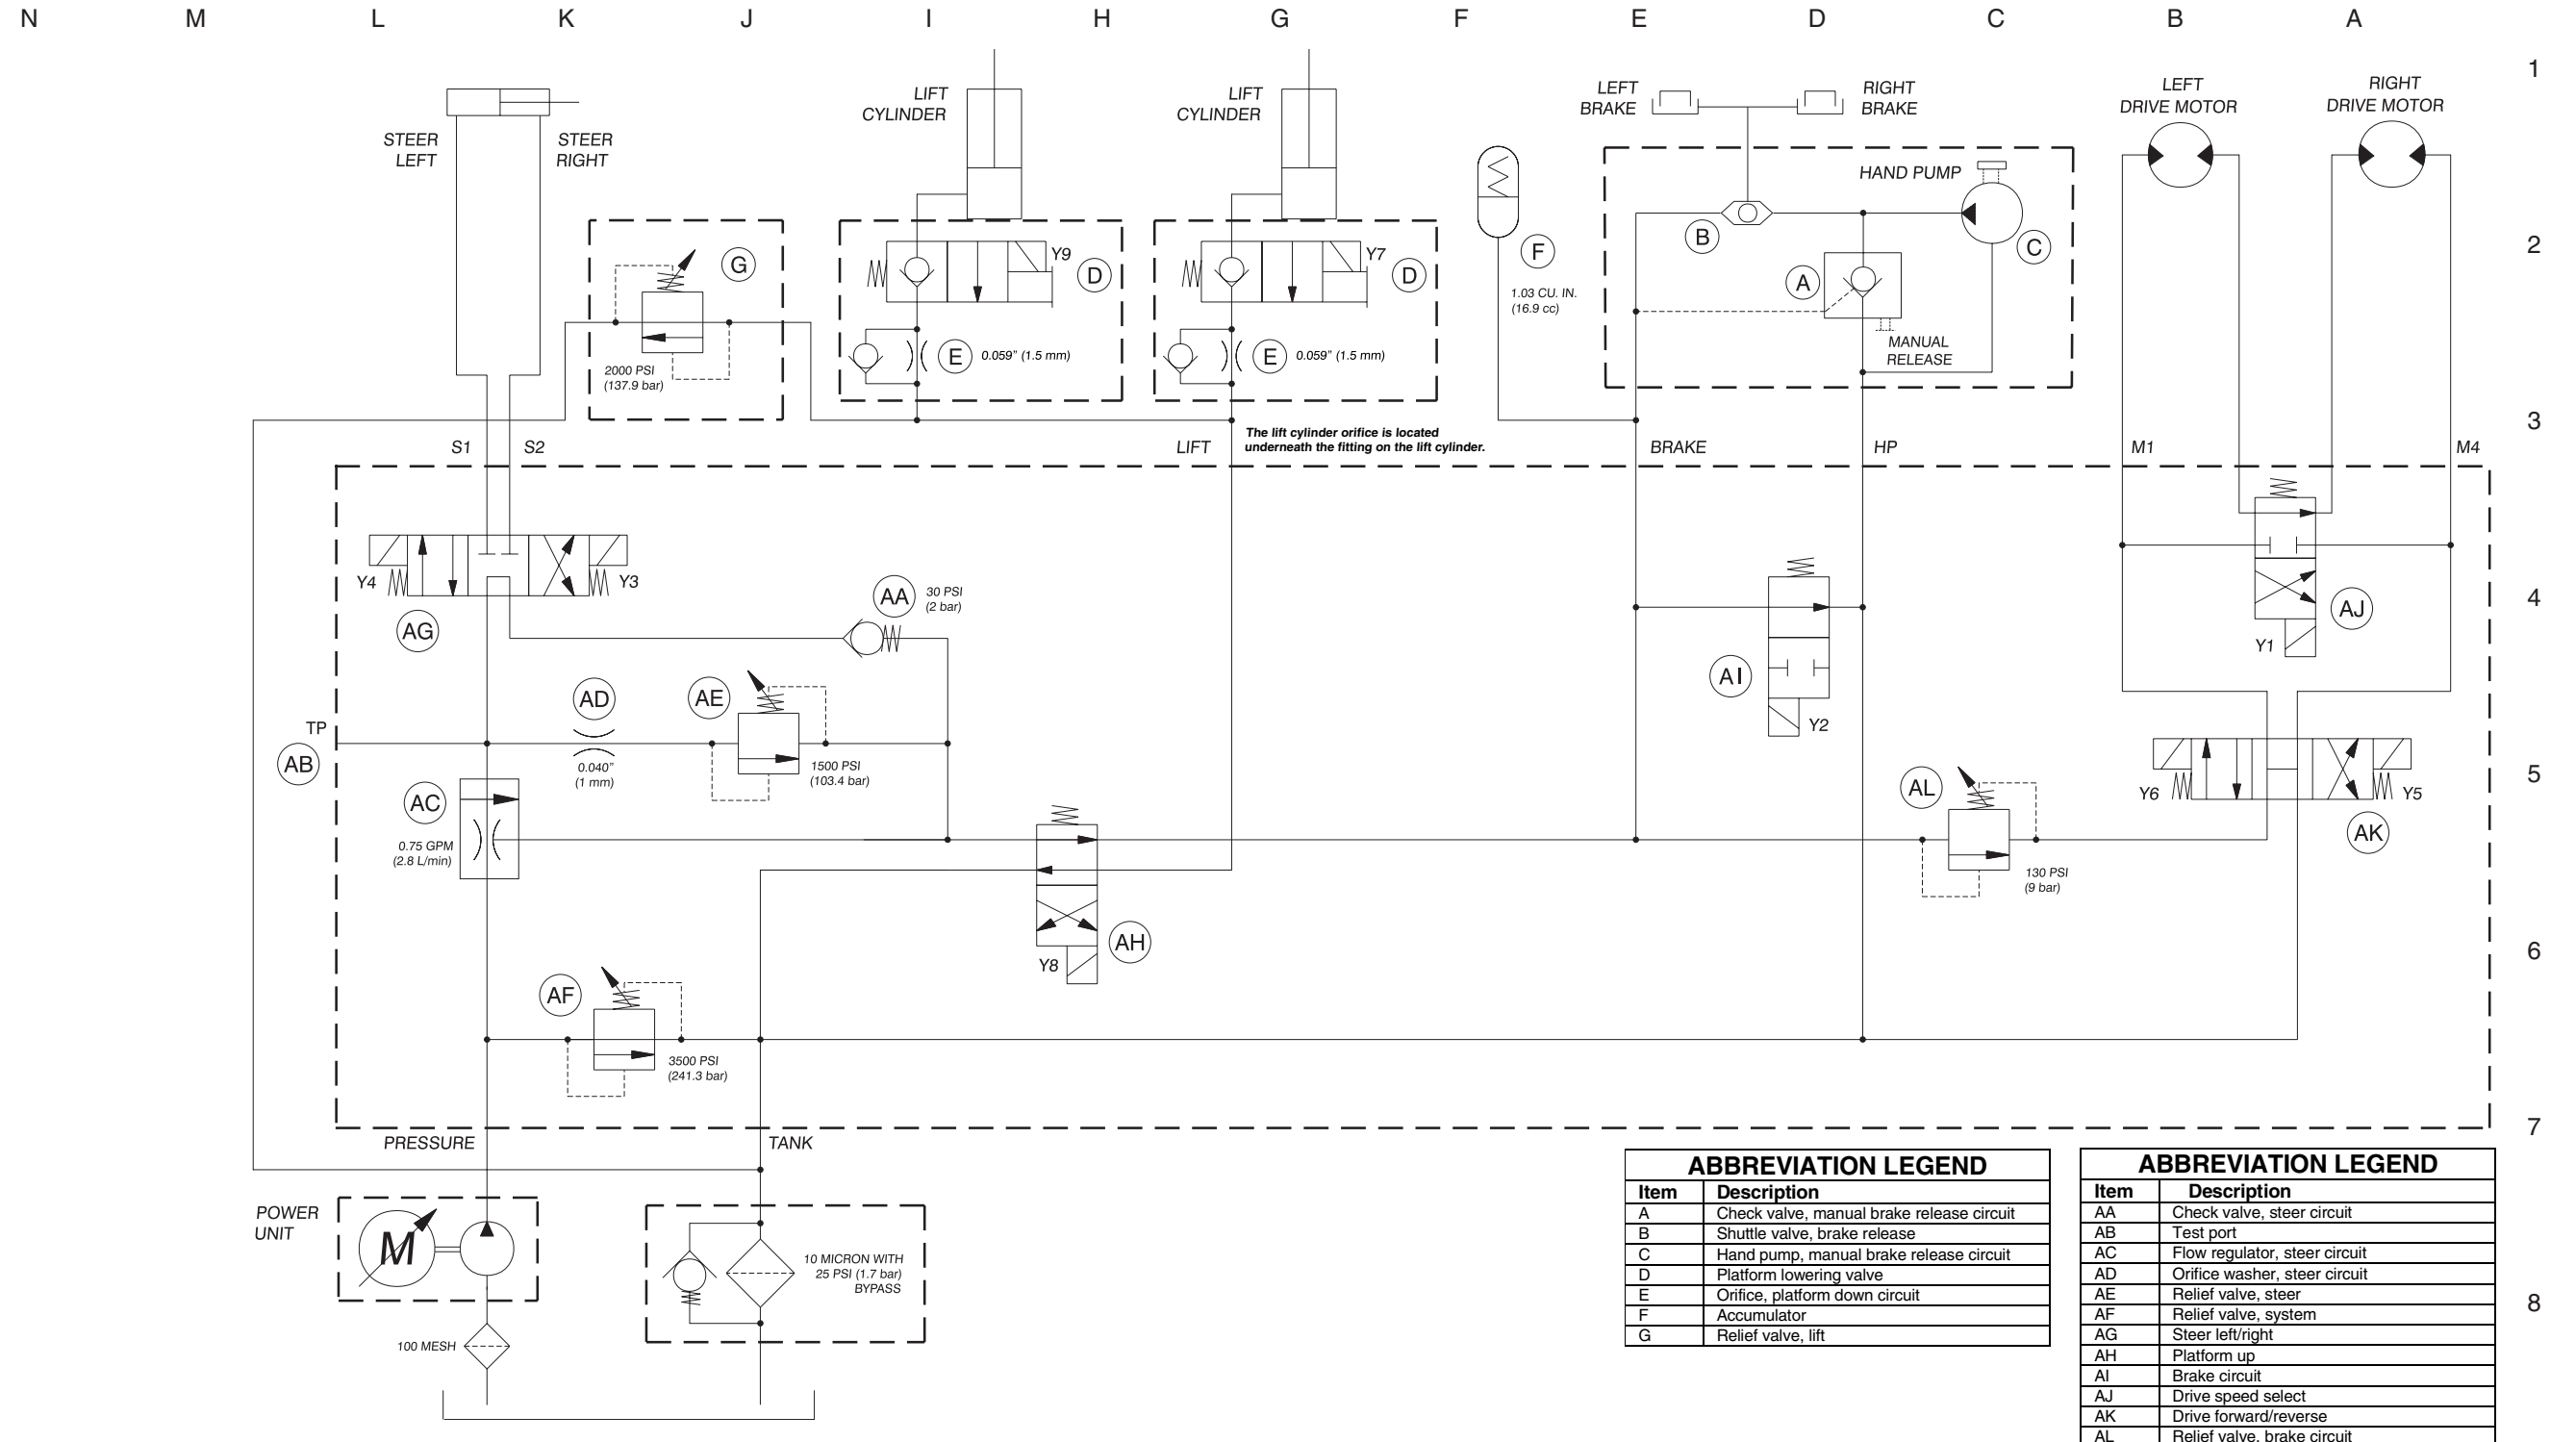 N M L K J I H G F E D C B A
1
2
3
4
5
6
7
8
STEER
LEFT
STEER
RIGHT
LIFT
CYLINDER
LIFT
CYLINDER
LEFT
BRAKE
RIGHT
BRAKE
LEFT
DRIVE MOTOR
RIGHT
DRIVE MOTOR
HAND PUMP
G
2000 PSI
(137.9 bar)
Y9
D
E
0.059" (1.5 mm)
Y7
D
E
0.059" (1.5 mm)
F
1.03 CU. IN.
(16.9 cc)
B
C
A
MANUAL
RELEASE
S1
S2
LIFT
The lift cylinder orifice is located
underneath the fitting on the lift cylinder.
BRAKE
HP
M1
M4
Y4
Y3
AG
AA
30 PSI
(2 bar)
AI
Y2
Y1
AJ
TP
AB
AD
0.040"
(1 mm)
AE
1500 PSI
(103.4 bar)
AC
0.75 GPM
(2.8 L/min)
Y8
AH
AL
130 PSI
(9 bar)
Y6
Y5
AK
AF
3500 PSI
(241.3 bar)
PRESSURE
TANK
POWER
UNIT
M
10 MICRON WITH
25 PSI (1.7 bar)
BYPASS
100 MESH
ABBREVIATION LEGEND
Item Description
A Check valve, manual brake release circuit
B Shuttle valve, brake release
C Hand pump, manual brake release circuit
D Platform lowering valve
E Orifice, platform down circuit
F Accumulator
G Relief valve, lift
ABBREVIATION LEGEND
Item Description
AA Check valve, steer circuit
AB Test port
AC Flow regulator, steer circuit
AD Orifice washer, steer circuit
AE Relief valve, steer
AF Relief valve, system
AG Steer left/right
AH Platform up
AI Brake circuit
AJ Drive speed select
AK Drive forward/reverse
AL Relief valve, brake circuit